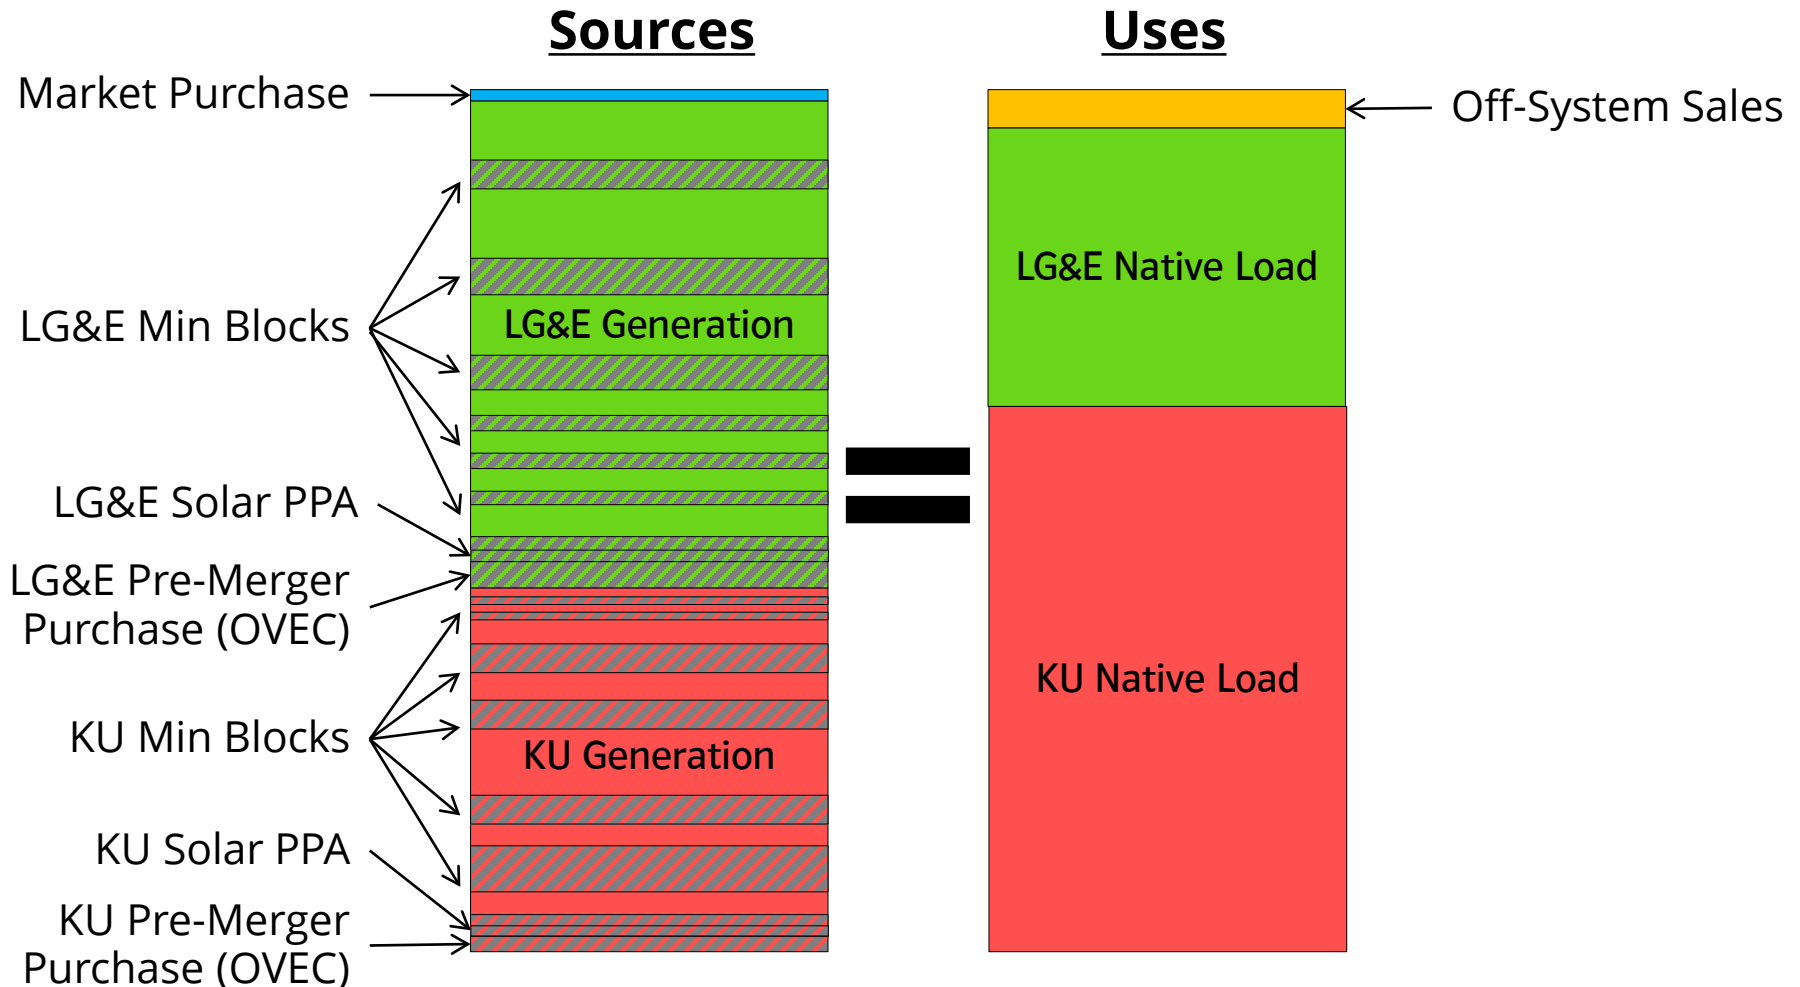 Sources
Uses
Market Purchase
Off-System Sales
LG&E Native Load
LG&E Min Blocks
LG&E Generation
LG&E Solar PPA
LG&E Pre-Merger
Purchase (OVEC)
KU Native Load
KU Min Blocks
KU Generation
KU Solar PPA
KU Pre-Merger
Purchase (OVEC)